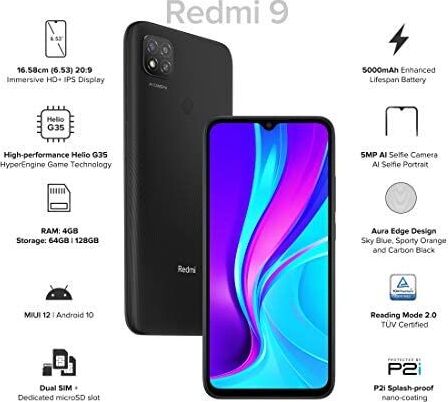 Redmi 9
6.53"
16.58cm (6.53) 20:9
Immersive HD+ IPS Display
Helio
G35
High-performance Helio G35
HyperEngine Game Technology
RAM: 4GB
Storage: 64GB | 128GB
MIUI 12 | Android 10
Dual SIM +
Dedicated microSD slot
Redmi
5000mAh Enhanced
Lifespan Battery
5MP AI Selfie Camera
AI Selfie Portrait
Aura Edge Design
Sky Blue, Sporty Orange
and Carbon Black
Reading Mode 2.0
TÜV Certified
PROTECTED BY
P2i
P2i Splash-proof
nano-coating